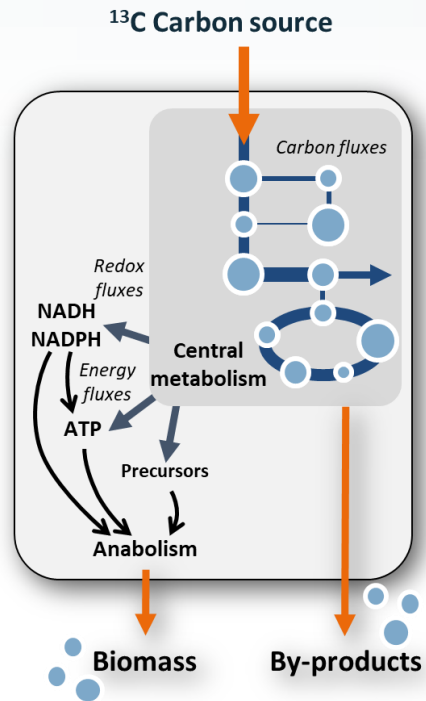 ¹³C Carbon source
Carbon fluxes
Redox
fluxes
NADH
NADPH
Central
metabolism
Energy
fluxes
ATP
Precursors
Anabolism
Biomass
By-products